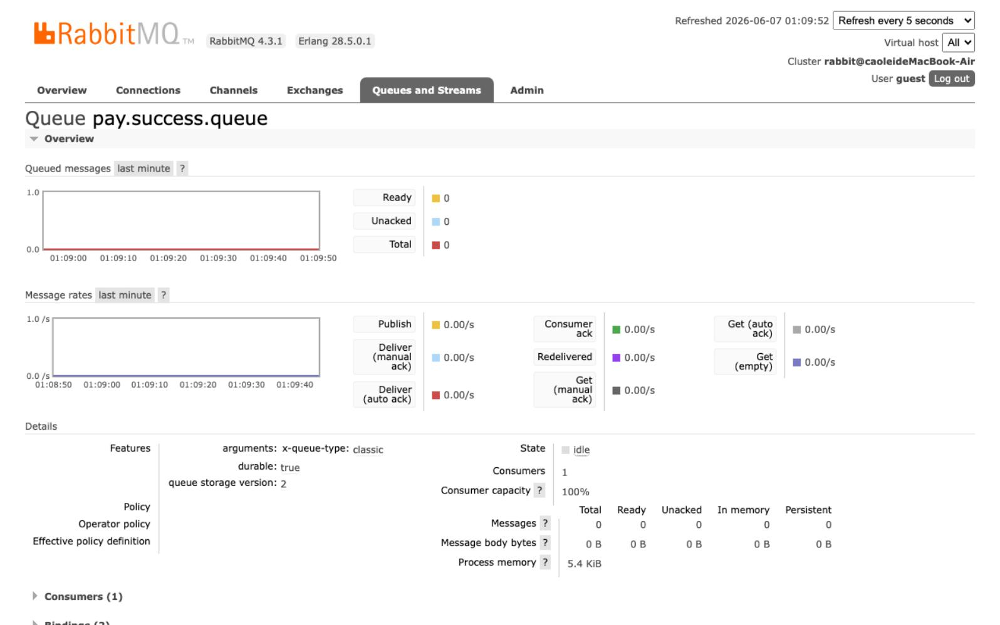 Refreshed 2026-06-07 01:09:52 Refresh every 5 seconds
RabbitMQ TM RabbitMQ 4.3.1 Erlang 28.5.0.1
Virtual host All
Cluster rabbit@caoleideMacBook-Air
User guest Log out
Overview Connections Channels Exchanges Queues and Streams Admin
Queue pay.success.queue
Overview
Queued messages last minute ?
1.0
0.0
01:09:00 01:09:10 01:09:20 01:09:30 01:09:40 01:09:50
Ready 0
Unacked 0
Total 0
Message rates last minute ?
1.0 /s
0.0 /s
01:08:50 01:09:00 01:09:10 01:09:20 01:09:30 01:09:40
Publish 0.00/s
Deliver
(manual
ack)
0.00/s
Deliver
(auto ack)
0.00/s
Consumer
ack
0.00/s
Redelivered 0.00/s
Get
(manual
ack)
0.00/s
Get (auto
ack)
0.00/s
Get
(empty)
0.00/s
Details
Features
arguments: x-queue-type: classic
durable: true
queue storage version: 2
Policy
Operator policy
Effective policy definition
State idle
Consumers 1
Consumer capacity ? 100%
Total Ready Unacked In memory Persistent
Messages ? 0 0 0 0 0
Message body bytes ? 0 B 0 B 0 B 0 B 0 B
Process memory ? 5.4 KiB
Consumers (1)
Bindings (2)